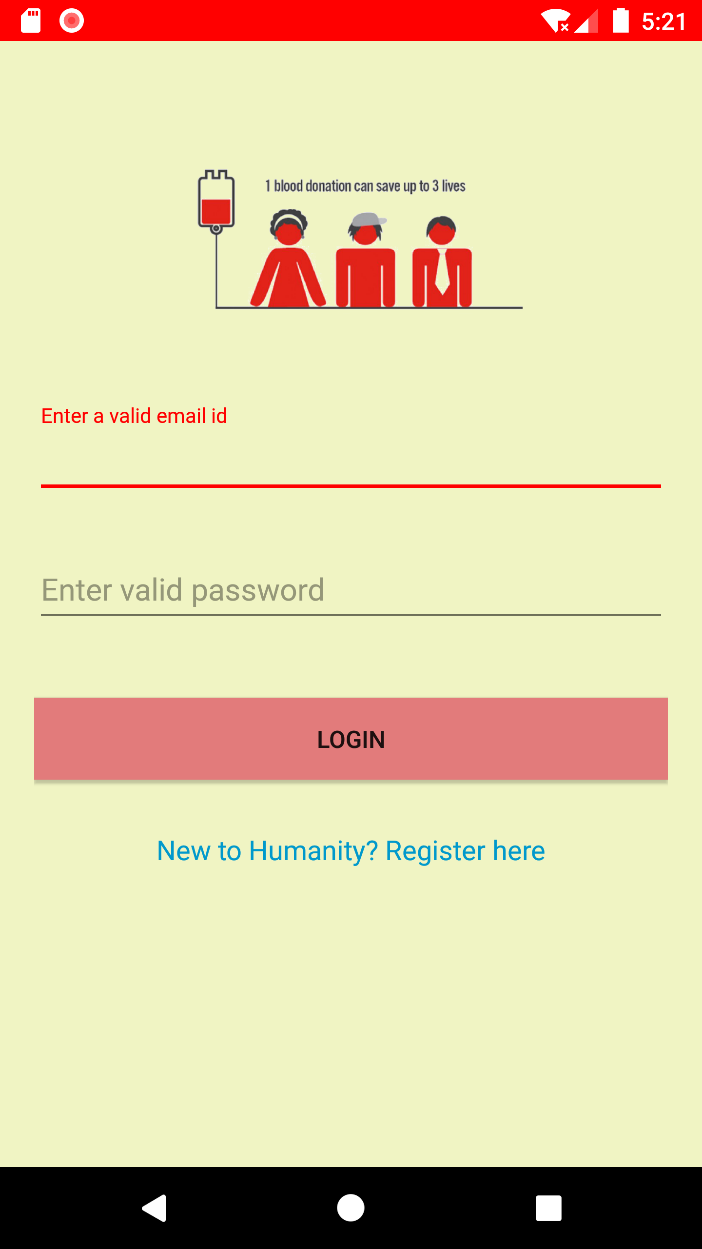 5:21
1 blood donation can save up to 3 lives
Enter a valid email id
Enter valid password
LOGIN
New to Humanity? Register here